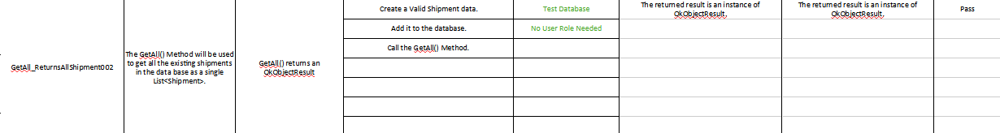 GetAll_ReturnsAllShipment002
The GetAll() Method will be used
to get all the existing shipments
in the data base as a single
List<Shipment>.
GetAll() returns an
OkObjectResult
Create a Valid Shipment data.
Add it to the database.
Call the GetAll() Method.
Test Database
No User Role Needed
The returned result is an instance of
OkObjectResult,
The returned result is an instance of
OkObjectResult,
Pass